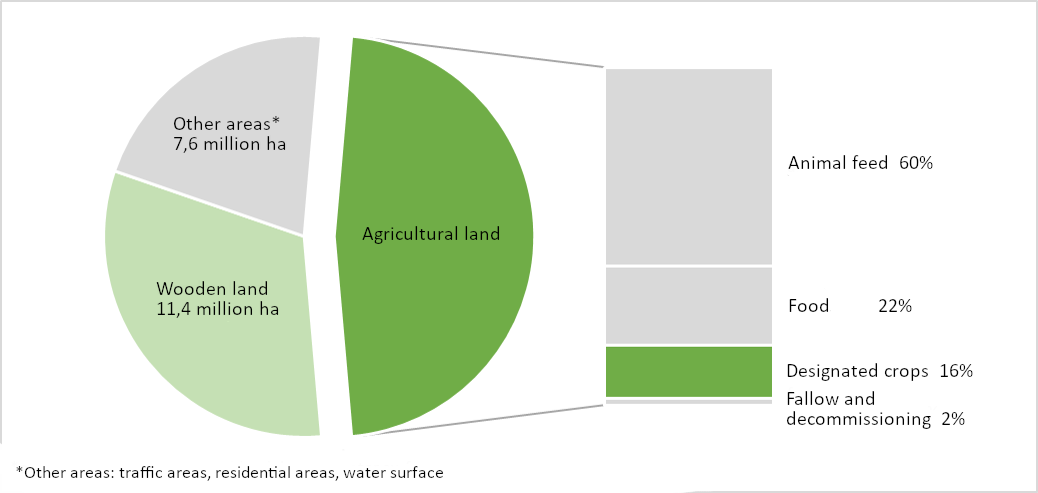 Other areas*
7,6 million ha
Wooden land
11,4 million ha
Agricultural land
Animal feed 60%
Food 22%
Designated crops 16%
Fallow and
decommissioning 2%
*Other areas: traffic areas, residential areas, water surface